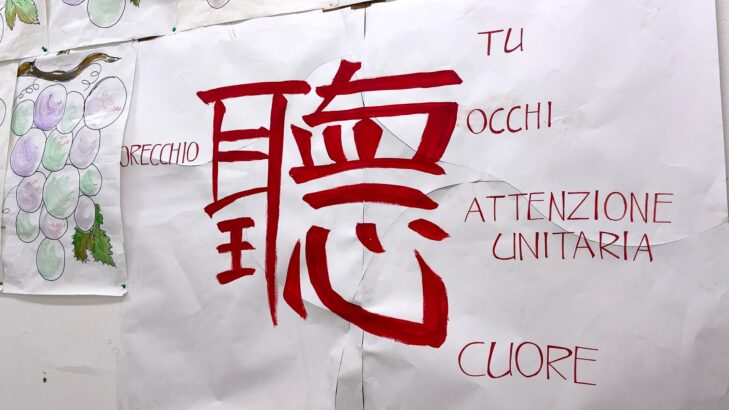 TU
ORECCHIO
聽
OCCHI
ATTENZIONE
UNITARIA
CUORE